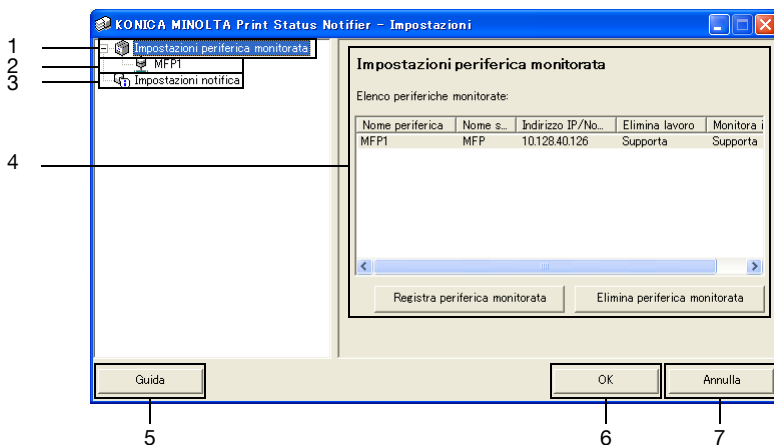 KONICA MINOLTA Print Status Notifier - Impostazioni
1
Impostazioni periferica monitorata
2
MFP1
3
Impostazioni notifica
4
Impostazioni periferica monitorata
Elenco periferiche monitorate:
Nome periferica Nome s... Indirizzo IP/No... Elimina lavoro Monitora i
MFP1 MFP 10.128.40.126 Supporta Supporta
Registra periferica monitorata Elimina periferica monitorata
Guida OK Annulla
5 6 7